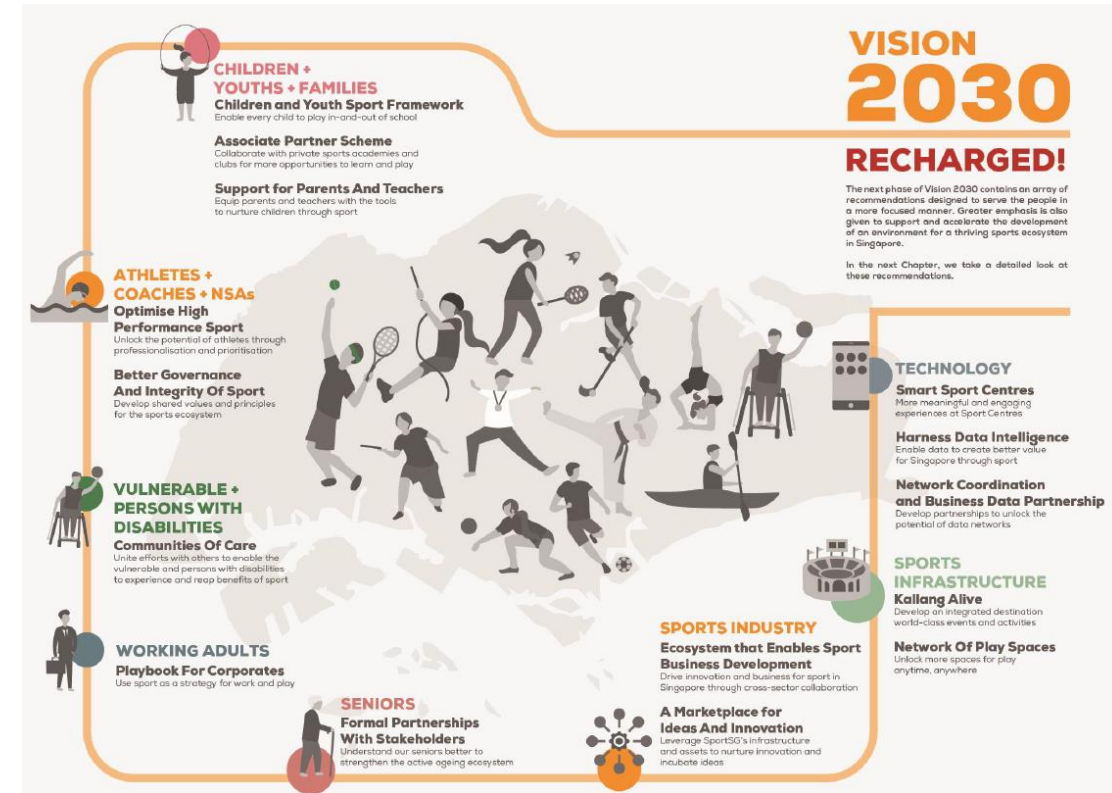 VISION
2030
RECHARGED!
The next phase of Vision 2030 contains an array of
recommendations designed to serve the people in
a more focused manner. Greater emphasis is also
given to support and accelerate the development
of an environment for a thriving sports ecosystem
in Singapore.
In the next Chapter, we take a detailed look at
these recommendations.
CHILDREN +
YOUTHS + FAMILIES
Children and Youth Sport Framework
Enable every child to play in-and-out of school
Associate Partner Scheme
Collaborate with private sports academies and
clubs for more opportunities to learn and play
Support for Parents And Teachers
Equip parents and teachers with the tools
to nurture children through sport
ATHLETES +
COACHES + NSAs
Optimise High
Performance Sport
Unlock the potential of athletes through
professionalisation and prioritisation
Better Governance
And Integrity Of Sport
Develop shared values and principles
for the sports ecosystem
VULNERABLE +
PERSONS WITH
DISABILITIES
Communities Of Care
Unite efforts with others to enable the
vulnerable and persons with disabilities
to experience and reap benefits of sport
WORKING ADULTS
Playbook For Corporates
Use sport as a strategy for work and play
SENIORS
Formal Partnerships
With Stakeholders
Understand our seniors better to
strengthen the active ageing ecosystem
SPORTS INDUSTRY
Ecosystem that Enables Sport
Business Development
Drive innovation and business for sport in
Singapore through cross-sector collaboration
A Marketplace for
Ideas And Innovation
Leverage SportSG's infrastructure
and assets to nurture innovation and
incubate ideas
TECHNOLOGY
Smart Sport Centres
More meaningful and engaging
experiences at Sport Centres
Harness Data Intelligence
Enable data to create better value
for Singapore through sport
Network Coordination
and Business Data Partnership
Develop partnerships to unlock the
potential of data networks
SPORTS
INFRASTRUCTURE
Kallang Alive
Develop an integrated destination
world-class events and activities
Network Of Play Spaces
Unlock more spaces for play
anytime, anywhere